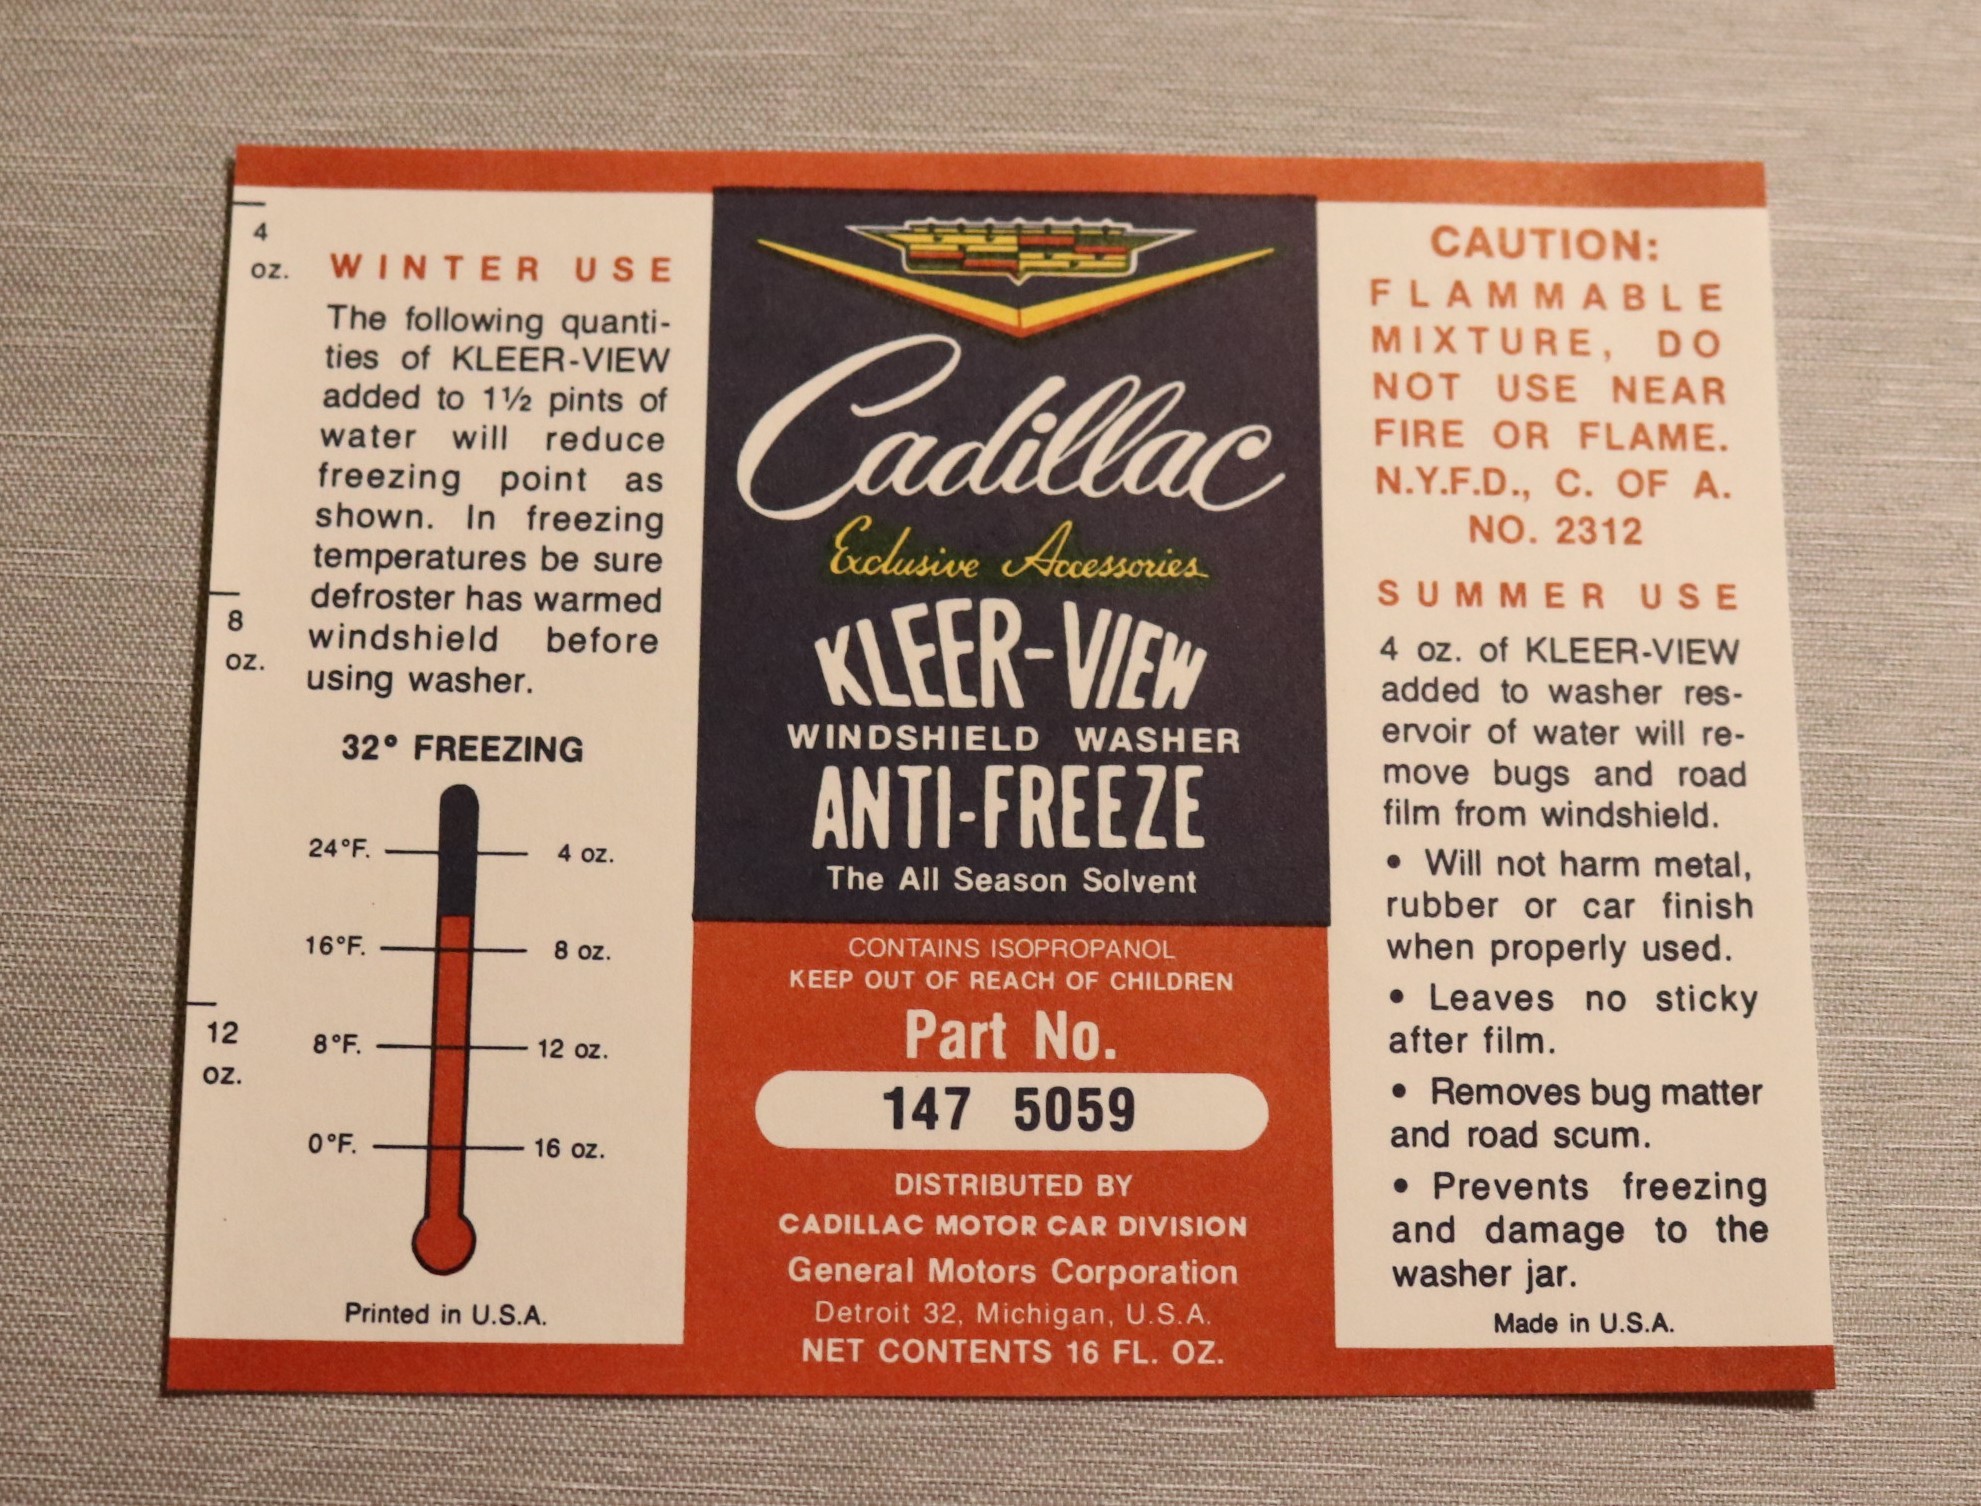 4
oz.
8
oz.
12
oz.
WINTER USE
The following quanti-
ties of KLEER-VIEW
added to 1½ pints of
water will reduce
freezing point as
shown. In freezing
temperatures be sure
defroster has warmed
windshield before
using washer.
32° FREEZING
24°F. 4 oz.
16°F. 8 oz.
8°F. 12 oz.
0°F. 16 oz.
Printed in U.S.A.
Cadillac
Exclusive Accessories
KLEER-VIEW
WINDSHIELD WASHER
ANTI-FREEZE
The All Season Solvent
CONTAINS ISOPROPANOL
KEEP OUT OF REACH OF CHILDREN
Part No.
147 5059
DISTRIBUTED BY
CADILLAC MOTOR CAR DIVISION
General Motors Corporation
Detroit 32, Michigan, U.S.A.
NET CONTENTS 16 FL. OZ.
CAUTION:
FLAMMABLE
MIXTURE, DO
NOT USE NEAR
FIRE OR FLAME.
N.Y.F.D., C. OF A.
NO. 2312
SUMMER USE
4 oz. of KLEER-VIEW
added to washer res-
ervoir of water will re-
move bugs and road
film from windshield.
• Will not harm metal,
rubber or car finish
when properly used.
• Leaves no sticky
after film.
• Removes bug matter
and road scum.
• Prevents freezing
and damage to the
washer jar.
Made in U.S.A.